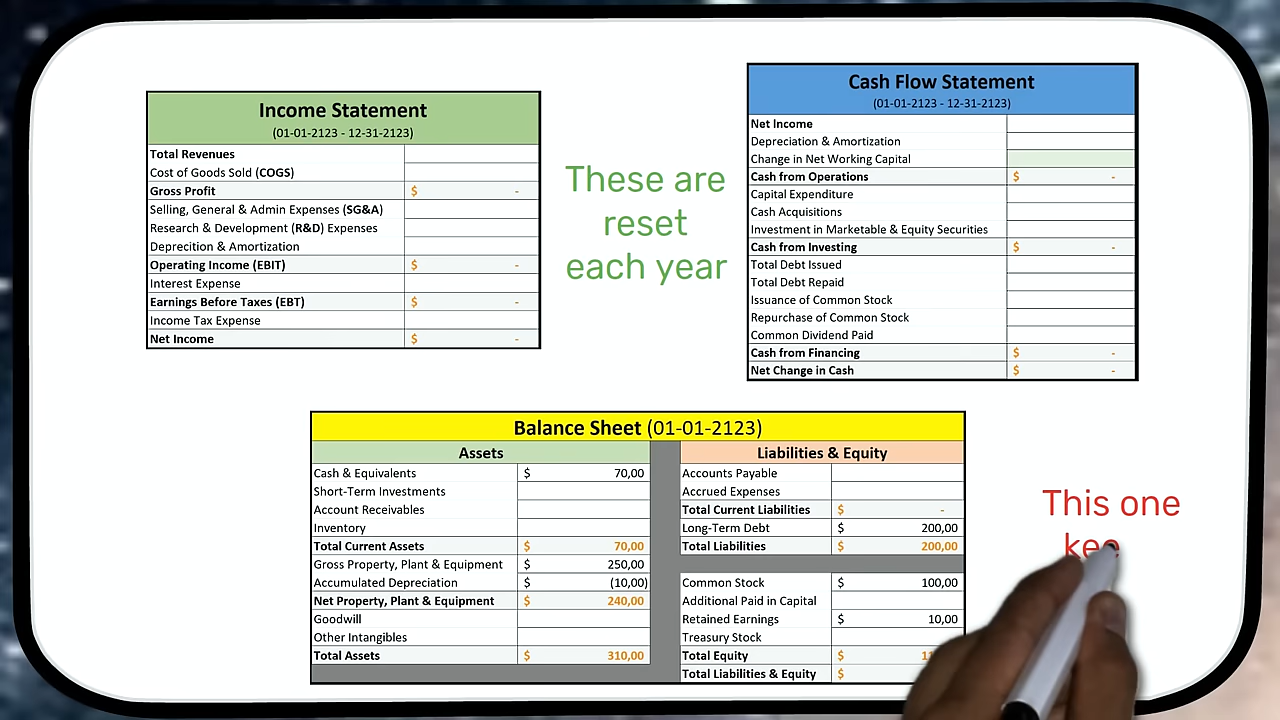 Income Statement
(01-01-2123 - 12-31-2123)
Total Revenues
Cost of Goods Sold (COGS)
Gross Profit $ -
Selling, General & Admin Expenses (SG&A)
Research & Development (R&D) Expenses
Deprecition & Amortization
Operating Income (EBIT) $ -
Interest Expense
Earnings Before Taxes (EBT) $ -
Income Tax Expense
Net Income $ -
These are
reset
each year
Cash Flow Statement
(01-01-2123 - 12-31-2123)
Net Income
Depreciation & Amortization
Change in Net Working Capital
Cash from Operations $ -
Capital Expenditure
Cash Acquisitions
Investment in Marketable & Equity Securities
Cash from Investing $ -
Total Debt Issued
Total Debt Repaid
Issuance of Common Stock
Repurchase of Common Stock
Common Dividend Paid
Cash from Financing $ -
Net Change in Cash $ -
Balance Sheet (01-01-2123)
Assets
Cash & Equivalents $ 70,00
Short-Term Investments
Account Receivables
Inventory
Total Current Assets $ 70,00
Gross Property, Plant & Equipment $ 250,00
Accumulated Depreciation $ (10,00)
Net Property, Plant & Equipment $ 240,00
Goodwill
Other Intangibles
Total Assets $ 310,00
Liabilities & Equity
Accounts Payable
Accrued Expenses
Total Current Liabilities $ -
Long-Term Debt $ 200,00
Total Liabilities $ 200,00
Common Stock $ 100,00
Additional Paid in Capital
Retained Earnings $ 10,00
Treasury Stock
Total Equity $
Total Liabilities & Equity $
This one
kee